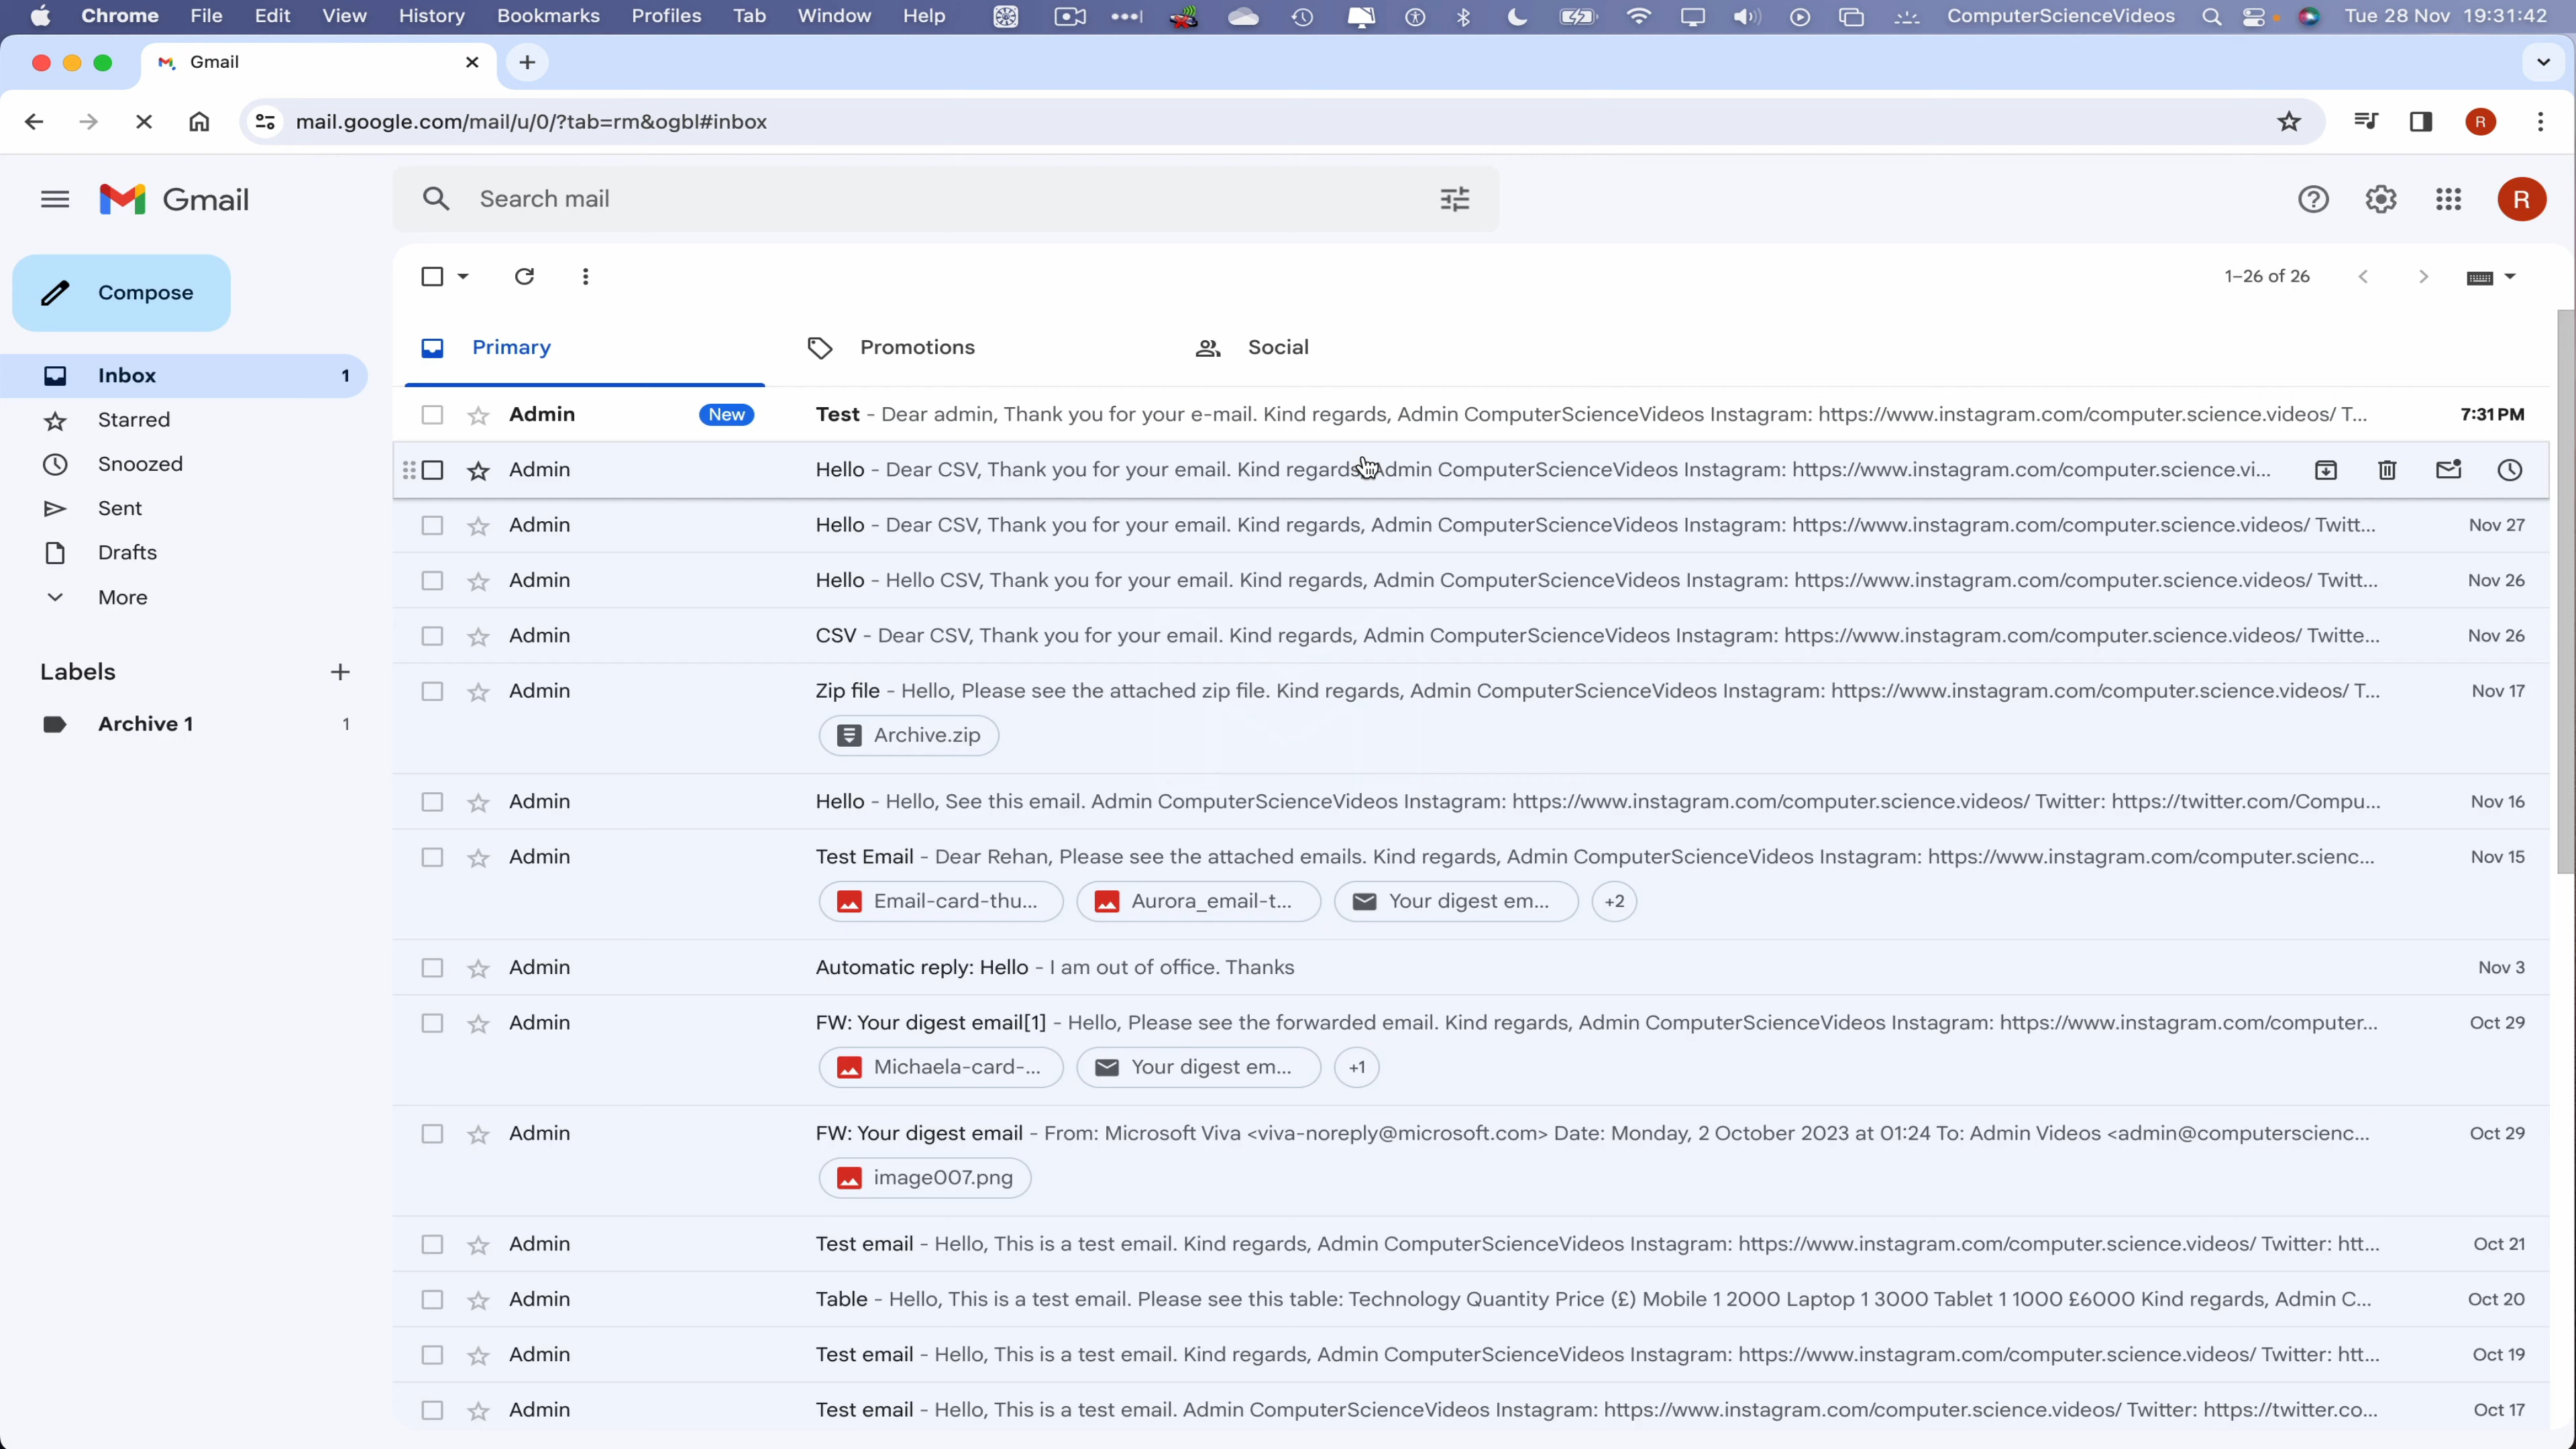 Chrome File Edit View History Bookmarks Profiles Tab Window Help ComputerScienceVideos Tue 28 Nov 19:31:42
Gmail
mail.google.com/mail/u/0/?tab=rm&ogbl#inbox R
Gmail Search mail R
Compose
1–26 of 26
Primary Promotions Social
Inbox 1
Starred
Snoozed
Sent
Drafts
More
Labels +
Archive 1 1
Admin New Test - Dear admin, Thank you for your e-mail. Kind regards, Admin ComputerScienceVideos Instagram: https://www.instagram.com/computer.science.videos/ T... 7:31 PM
Admin Hello - Dear CSV, Thank you for your email. Kind regards, Admin ComputerScienceVideos Instagram: https://www.instagram.com/computer.science.vi...
Admin Hello - Dear CSV, Thank you for your email. Kind regards, Admin ComputerScienceVideos Instagram: https://www.instagram.com/computer.science.videos/ Twitt... Nov 27
Admin Hello - Hello CSV, Thank you for your email. Kind regards, Admin ComputerScienceVideos Instagram: https://www.instagram.com/computer.science.videos/ Twitt... Nov 26
Admin CSV - Dear CSV, Thank you for your email. Kind regards, Admin ComputerScienceVideos Instagram: https://www.instagram.com/computer.science.videos/ Twitte... Nov 26
Admin Zip file - Hello, Please see the attached zip file. Kind regards, Admin ComputerScienceVideos Instagram: https://www.instagram.com/computer.science.videos/ T... Nov 17
Archive.zip
Admin Hello - Hello, See this email. Admin ComputerScienceVideos Instagram: https://www.instagram.com/computer.science.videos/ Twitter: https://twitter.com/Compu... Nov 16
Admin Test Email - Dear Rehan, Please see the attached emails. Kind regards, Admin ComputerScienceVideos Instagram: https://www.instagram.com/computer.scienc... Nov 15
Email-card-thu... Aurora_email-t... Your digest em... +2
Admin Automatic reply: Hello - I am out of office. Thanks Nov 3
Admin FW: Your digest email[1] - Hello, Please see the forwarded email. Kind regards, Admin ComputerScienceVideos Instagram: https://www.instagram.com/computer... Oct 29
Michaela-card-... Your digest em... +1
Admin FW: Your digest email - From: Microsoft Viva <viva-noreply@microsoft.com> Date: Monday, 2 October 2023 at 01:24 To: Admin Videos <admin@computerscienc... Oct 29
image007.png
Admin Test email - Hello, This is a test email. Kind regards, Admin ComputerScienceVideos Instagram: https://www.instagram.com/computer.science.videos/ Twitter: htt... Oct 21
Admin Table - Hello, This is a test email. Please see this table: Technology Quantity Price (£) Mobile 1 2000 Laptop 1 3000 Tablet 1 1000 £6000 Kind regards, Admin C... Oct 20
Admin Test email - Hello, This is a test email. Kind regards, Admin ComputerScienceVideos Instagram: https://www.instagram.com/computer.science.videos/ Twitter: htt... Oct 19
Admin Test email - Hello, This is a test email. Admin ComputerScienceVideos Instagram: https://www.instagram.com/computer.science.videos/ Twitter: https://twitter.co... Oct 17